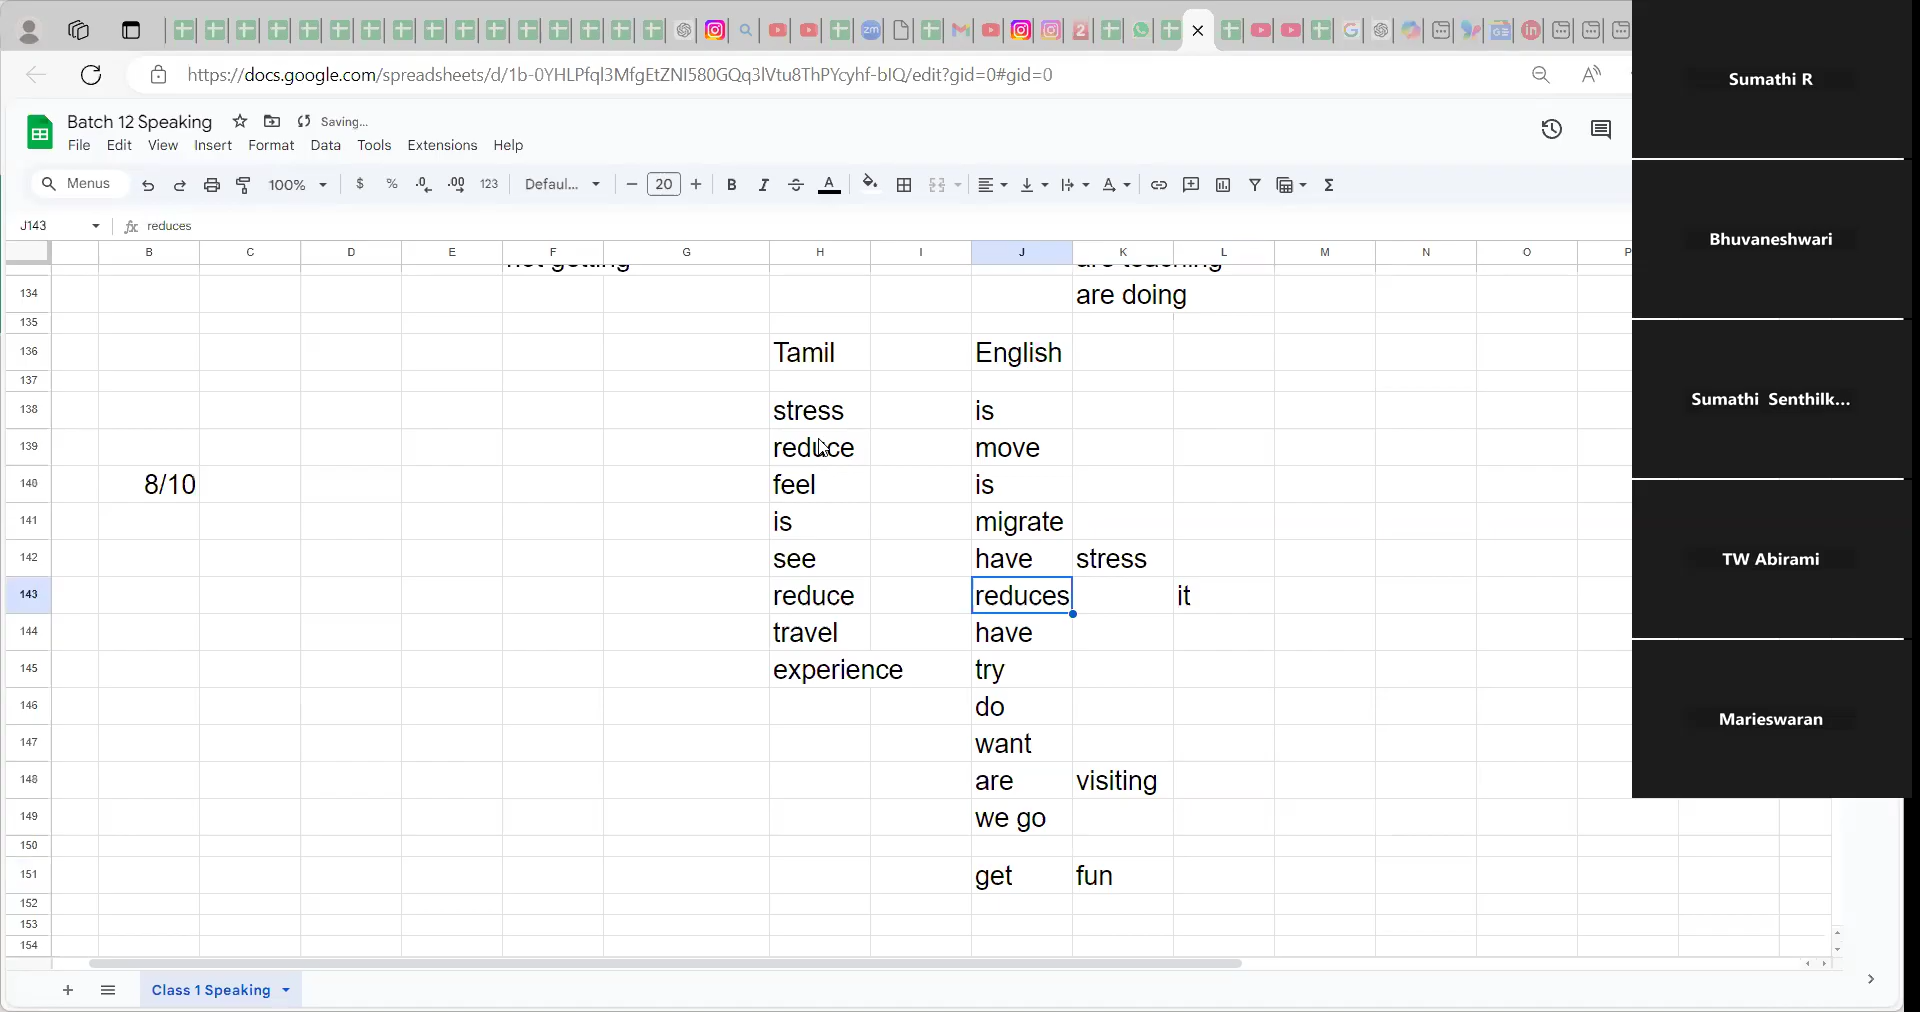 https://docs.google.com/spreadsheets/d/1b-0YHLPfql3MfgEtZNI580GQq3lVtu8ThPYcyhf-bIQ/edit?gid=0#gid=0
Batch 12 Speaking Saving...
File Edit View Insert Format Data Tools Extensions Help
Menus 100% $ % .0 .00 123 Defaul... 20 B I A
J143 fx reduces
B C D E F G H I J K L M N O P
not getting are teaching
134 are doing
135
136 Tamil English
137
138 stress is
139 reduce move
140 8/10 feel is
141 is migrate
142 see have stress
143 reduce reduces it
144 travel have
145 experience try
146 do
147 want
148 are visiting
149 we go
150
151 get fun
152
153
154
Class 1 Speaking
Sumathi R
Bhuvaneshwari
Sumathi Senthilk...
TW Abirami
Marieswaran